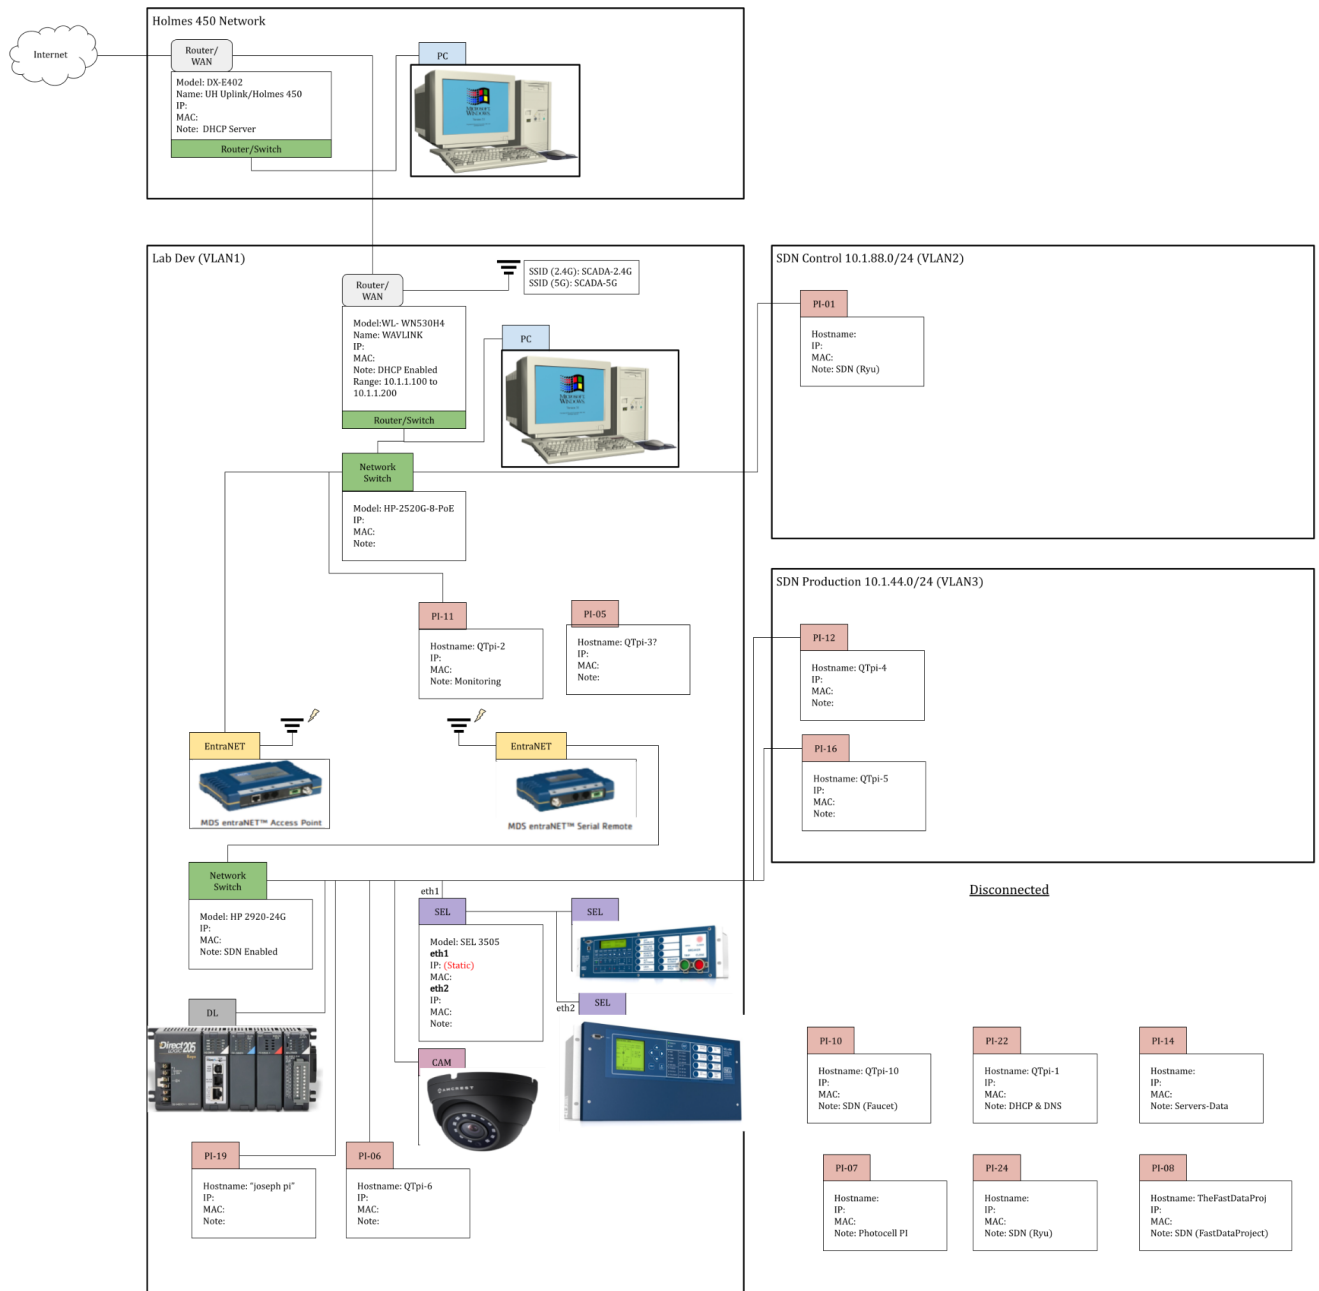 Holmes 450 Network
Internet
Router/
WAN
Model: DX-E402
Name: UH Uplink/Holmes 450
IP:
MAC:
Note:  DHCP Server
Router/Switch
PC
MICROSOFT
WINDOWS
Lab Dev (VLAN1)
Router/
WAN
SSID (2.4G): SCADA-2.4G
SSID (5G): SCADA-5G
Model:WL- WN530H4
Name: WAVLINK
IP:
MAC:
Note: DHCP Enabled
Range: 10.1.1.100 to
10.1.1.200
Router/Switch
PC
MICROSOFT
WINDOWS
Network
Switch
Model: HP-2520G-8-PoE
IP:
MAC:
Note:
PI-11
Hostname: QTpi-2
IP:
MAC:
Note: Monitoring
PI-05
Hostname: QTpi-3?
IP:
MAC:
Note:
EntraNET
MDS entraNET™ Access Point
EntraNET
MDS entraNET™ Serial Remote
Network
Switch
Model: HP 2920-24G
IP:
MAC:
Note: SDN Enabled
eth1
SEL
Model: SEL 3505
eth1
IP: (Static)
MAC:
eth2
IP:
MAC:
Note:
SEL
eth2
SEL
DL
Direct
LOGIC 205
CAM
AMCREST
PI-19
Hostname: "joseph pi"
IP:
MAC:
Note:
PI-06
Hostname: QTpi-6
IP:
MAC:
Note:
SDN Control 10.1.88.0/24 (VLAN2)
PI-01
Hostname:
IP:
MAC:
Note: SDN (Ryu)
SDN Production 10.1.44.0/24 (VLAN3)
PI-12
Hostname: QTpi-4
IP:
MAC:
Note:
PI-16
Hostname: QTpi-5
IP:
MAC:
Note:
Disconnected
PI-10
Hostname: QTpi-10
IP:
MAC:
Note: SDN (Faucet)
PI-22
Hostname: QTpi-1
IP:
MAC:
Note: DHCP & DNS
PI-14
Hostname:
IP:
MAC:
Note: Servers-Data
PI-07
Hostname:
IP:
MAC:
Note: Photocell PI
PI-24
Hostname:
IP:
MAC:
Note: SDN (Ryu)
PI-08
Hostname: TheFastDataProj
IP:
MAC:
Note: SDN (FastDataProject)